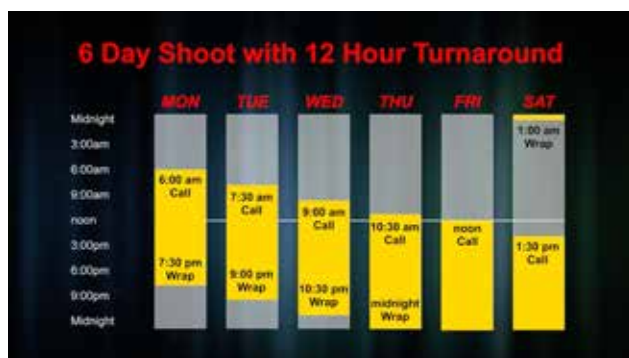 6 Day Shoot with 12 Hour Turnaround
MON TUE WED THU FRI SAT
Midnight
3:00am
6:00am
9:00am
noon
3:00pm
6:00pm
9:00pm
Midnight
6:00 am
Call
7:30 pm
Wrap
7:30 am
Call
9:00 pm
Wrap
9:00 am
Call
10:30 pm
Wrap
10:30 am
Call
midnight
Wrap
noon
Call
1:00 am
Wrap
1:30 pm
Call